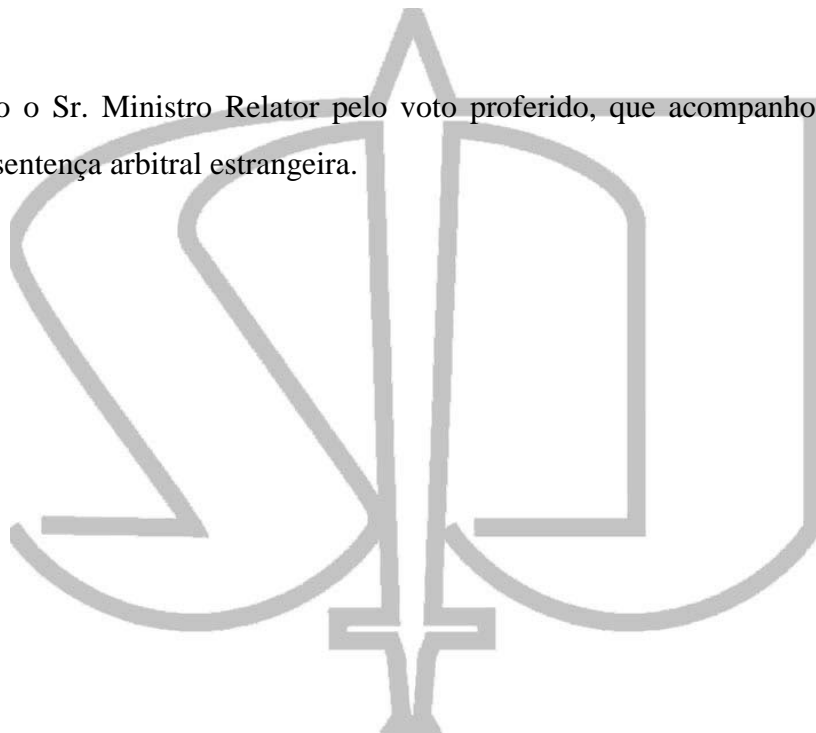 o o Sr. Ministro Relator pelo voto proferido, que acompanho
sentença arbitral estrangeira.